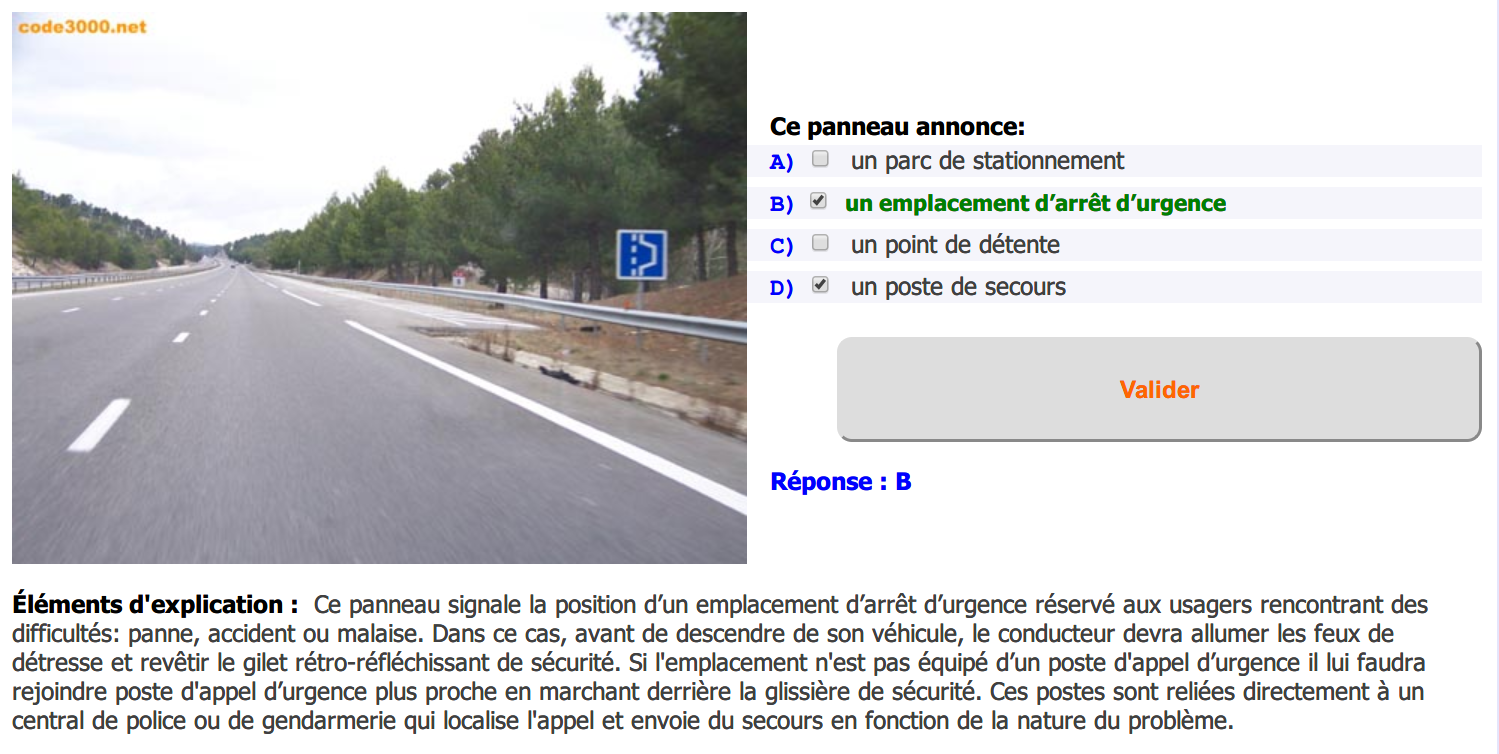 code3000.net
Ce panneau annonce:
A) un parc de stationnement
B) un emplacement d’arrêt d’urgence
C) un point de détente
D) un poste de secours
Valider
Réponse : B
Éléments d'explication : Ce panneau signale la position d’un emplacement d’arrêt d’urgence réservé aux usagers rencontrant des
difficultés: panne, accident ou malaise. Dans ce cas, avant de descendre de son véhicule, le conducteur devra allumer les feux de
détresse et revêtir le gilet rétro-réfléchissant de sécurité. Si l'emplacement n'est pas équipé d’un poste d'appel d’urgence il lui faudra
rejoindre poste d'appel d’urgence plus proche en marchant derrière la glissière de sécurité. Ces postes sont reliées directement à un
central de police ou de gendarmerie qui localise l'appel et envoie du secours en fonction de la nature du problème.